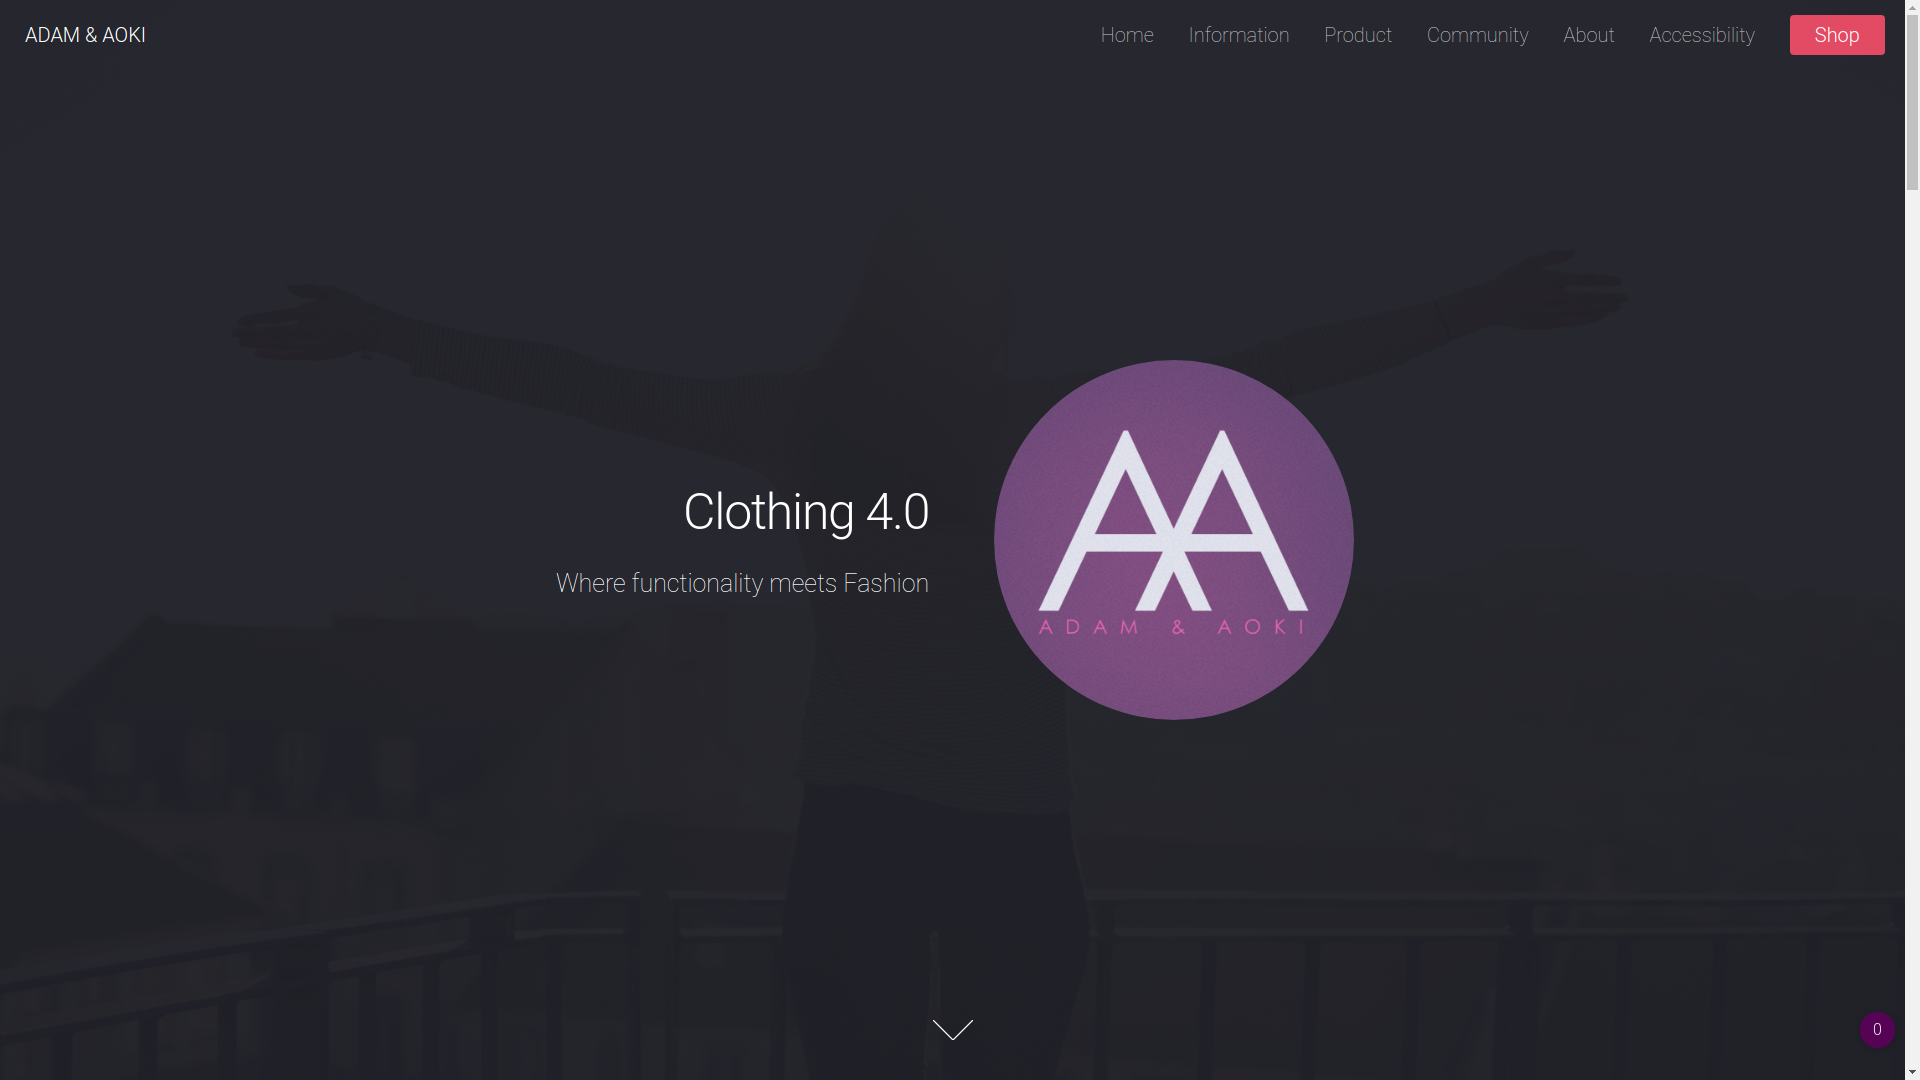 ADAM & AOKI
Home
Information
Product
Community
About
Accessibility
Shop
Clothing 4.0
Where functionality meets Fashion
AA
ADAM & AOKI
0